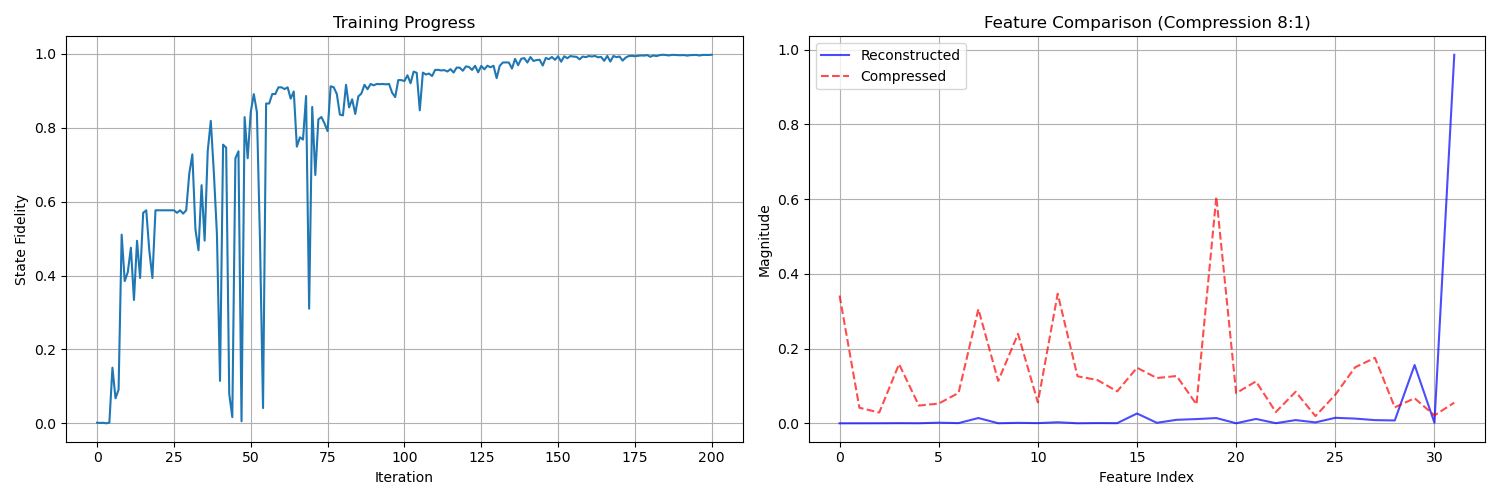 Training Progress
1.0
0.8
0.6
0.4
0.2
0.0
State Fidelity
0 25 50 75 100 125 150 175 200
Iteration
Feature Comparison (Compression 8:1)
Reconstructed
Compressed
1.0
0.8
0.6
0.4
0.2
0.0
Magnitude
0 5 10 15 20 25 30
Feature Index